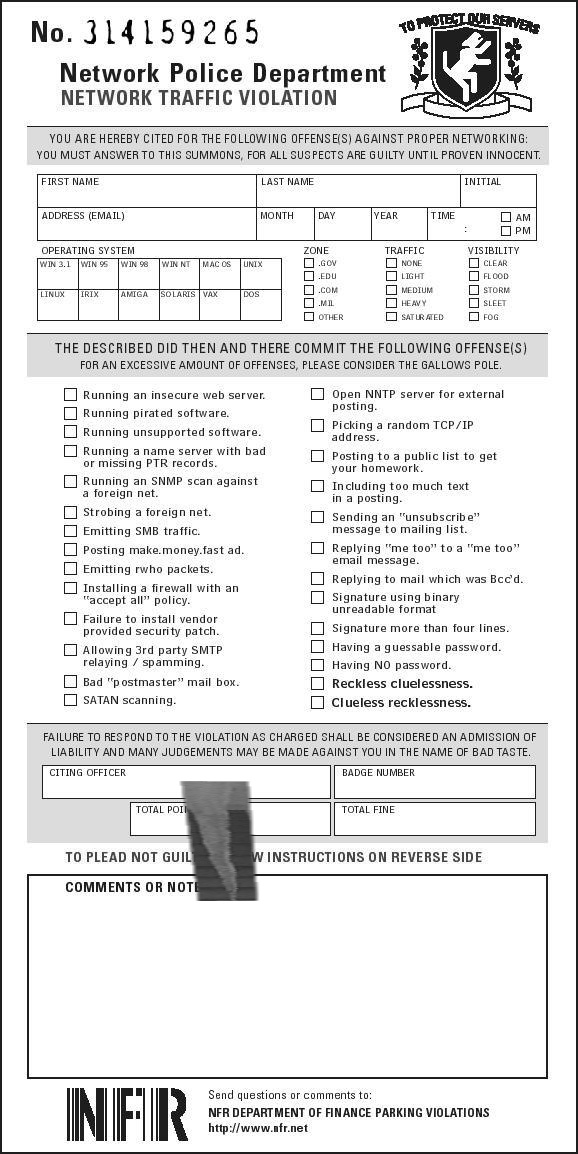 No. 314159265
TO PROTECT OUR SERVERS
Network Police Department
NETWORK TRAFFIC VIOLATION
YOU ARE HEREBY CITED FOR THE FOLLOWING OFFENSE(S) AGAINST PROPER NETWORKING:
YOU MUST ANSWER TO THIS SUMMONS, FOR ALL SUSPECTS ARE GUILTY UNTIL PROVEN INNOCENT.
FIRST NAME LAST NAME INITIAL
ADDRESS (EMAIL) MONTH DAY YEAR TIME : AM
PM
OPERATING SYSTEM ZONE TRAFFIC VISIBILITY
WIN 3.1 WIN 95 WIN 98 WIN NT MAC OS UNIX
LINUX IRIX AMIGA SOLARIS VAX DOS
.GOV NONE CLEAR
.EDU LIGHT FLOOD
.COM MEDIUM STORM
.MIL HEAVY SLEET
OTHER SATURATED FOG
THE DESCRIBED DID THEN AND THERE COMMIT THE FOLLOWING OFFENSE(S)
FOR AN EXCESSIVE AMOUNT OF OFFENSES, PLEASE CONSIDER THE GALLOWS POLE.
Running an insecure web server.
Running pirated software.
Running unsupported software.
Running a name server with bad
or missing PTR records.
Running an SNMP scan against
a foreign net.
Strobing a foreign net.
Emitting SMB traffic.
Posting make.money.fast ad.
Emitting rwho packets.
Installing a firewall with an
"accept all" policy.
Failure to install vendor
provided security patch.
Allowing 3rd party SMTP
relaying / spamming.
Bad "postmaster" mail box.
SATAN scanning.
Open NNTP server for external
posting.
Picking a random TCP/IP
address.
Posting to a public list to get
your homework.
Including too much text
in a posting.
Sending an "unsubscribe"
message to mailing list.
Replying "me too" to a "me too"
email message.
Replying to mail which was Bcc'd.
Signature using binary
unreadable format
Signature more than four lines.
Having a guessable password.
Having NO password.
Reckless cluelessness.
Clueless recklessness.
FAILURE TO RESPOND TO THE VIOLATION AS CHARGED SHALL BE CONSIDERED AN ADMISSION OF
LIABILITY AND MANY JUDGEMENTS MAY BE MADE AGAINST YOU IN THE NAME OF BAD TASTE.
CITING OFFICER BADGE NUMBER
TOTAL TOTAL FINE
TO PLEAD NOT INSTRUCTIONS ON REVERSE SIDE
COMMENTS OR
NFR
Send questions or comments to:
NFR DEPARTMENT OF FINANCE PARKING VIOLATIONS
http://www.nfr.net